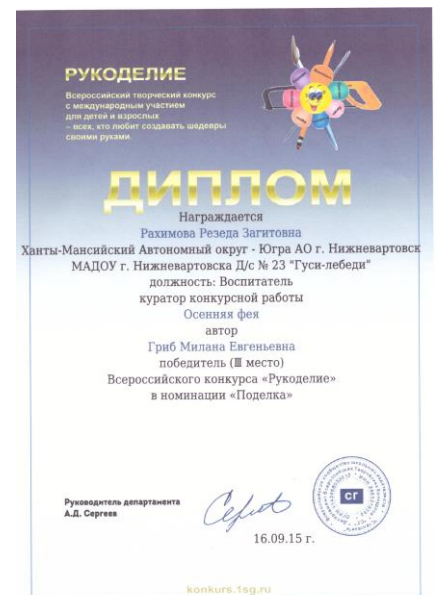 РУКОДЕЛИЕ
Всероссийский творческий конкурс
с международным участием
для детей и взрослых
– всех, кто любит создавать шедевры
своими руками.
ДИПЛОМ
Награждается
Рахимова Резеда Загитовна
Ханты-Мансийский Автономный округ - Югра АО г. Нижневартовск
МАДОУ г. Нижневартовска Д/с № 23 "Гуси-лебеди"
должность: Воспитатель
куратор конкурсной работы
Осенняя фея
автор
Гриб Милана Евгеньевна
победитель (III место)
Всероссийского конкурса «Рукоделие»
в номинации «Поделка»
Руководитель департамента
А.Д. Сергеев
СГ
16.09.15 г.
konkurs.1sg.ru